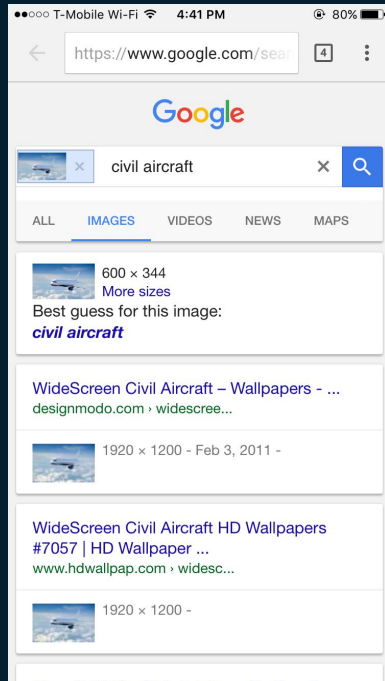 T-Mobile Wi-Fi 4:41 PM 80%
https://www.google.com/sear
4
Google
civil aircraft
ALL IMAGES VIDEOS NEWS MAPS
600 × 344
More sizes
Best guess for this image:
civil aircraft
WideScreen Civil Aircraft – Wallpapers - ...
designmodo.com › widescree...
1920 × 1200 - Feb 3, 2011 -
WideScreen Civil Aircraft HD Wallpapers
#7057 | HD Wallpaper ...
www.hdwallpap.com › widesc...
1920 × 1200 -